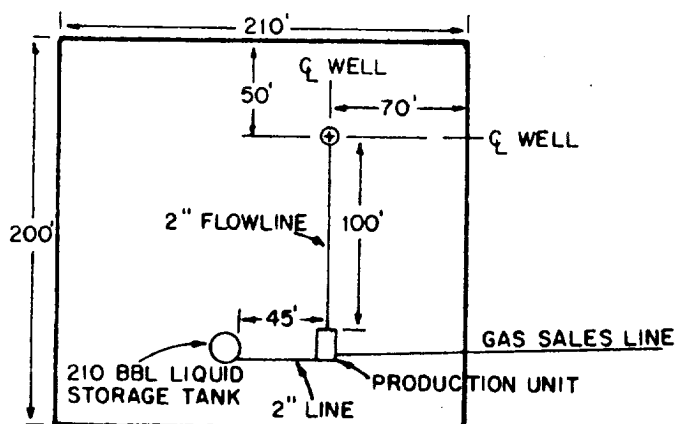 210'
℄ WELL
50'
70'
℄ WELL
200'
2" FLOWLINE
100'
45'
GAS SALES LINE
210 BBL LIQUID
STORAGE TANK
PRODUCTION UNIT
2" LINE